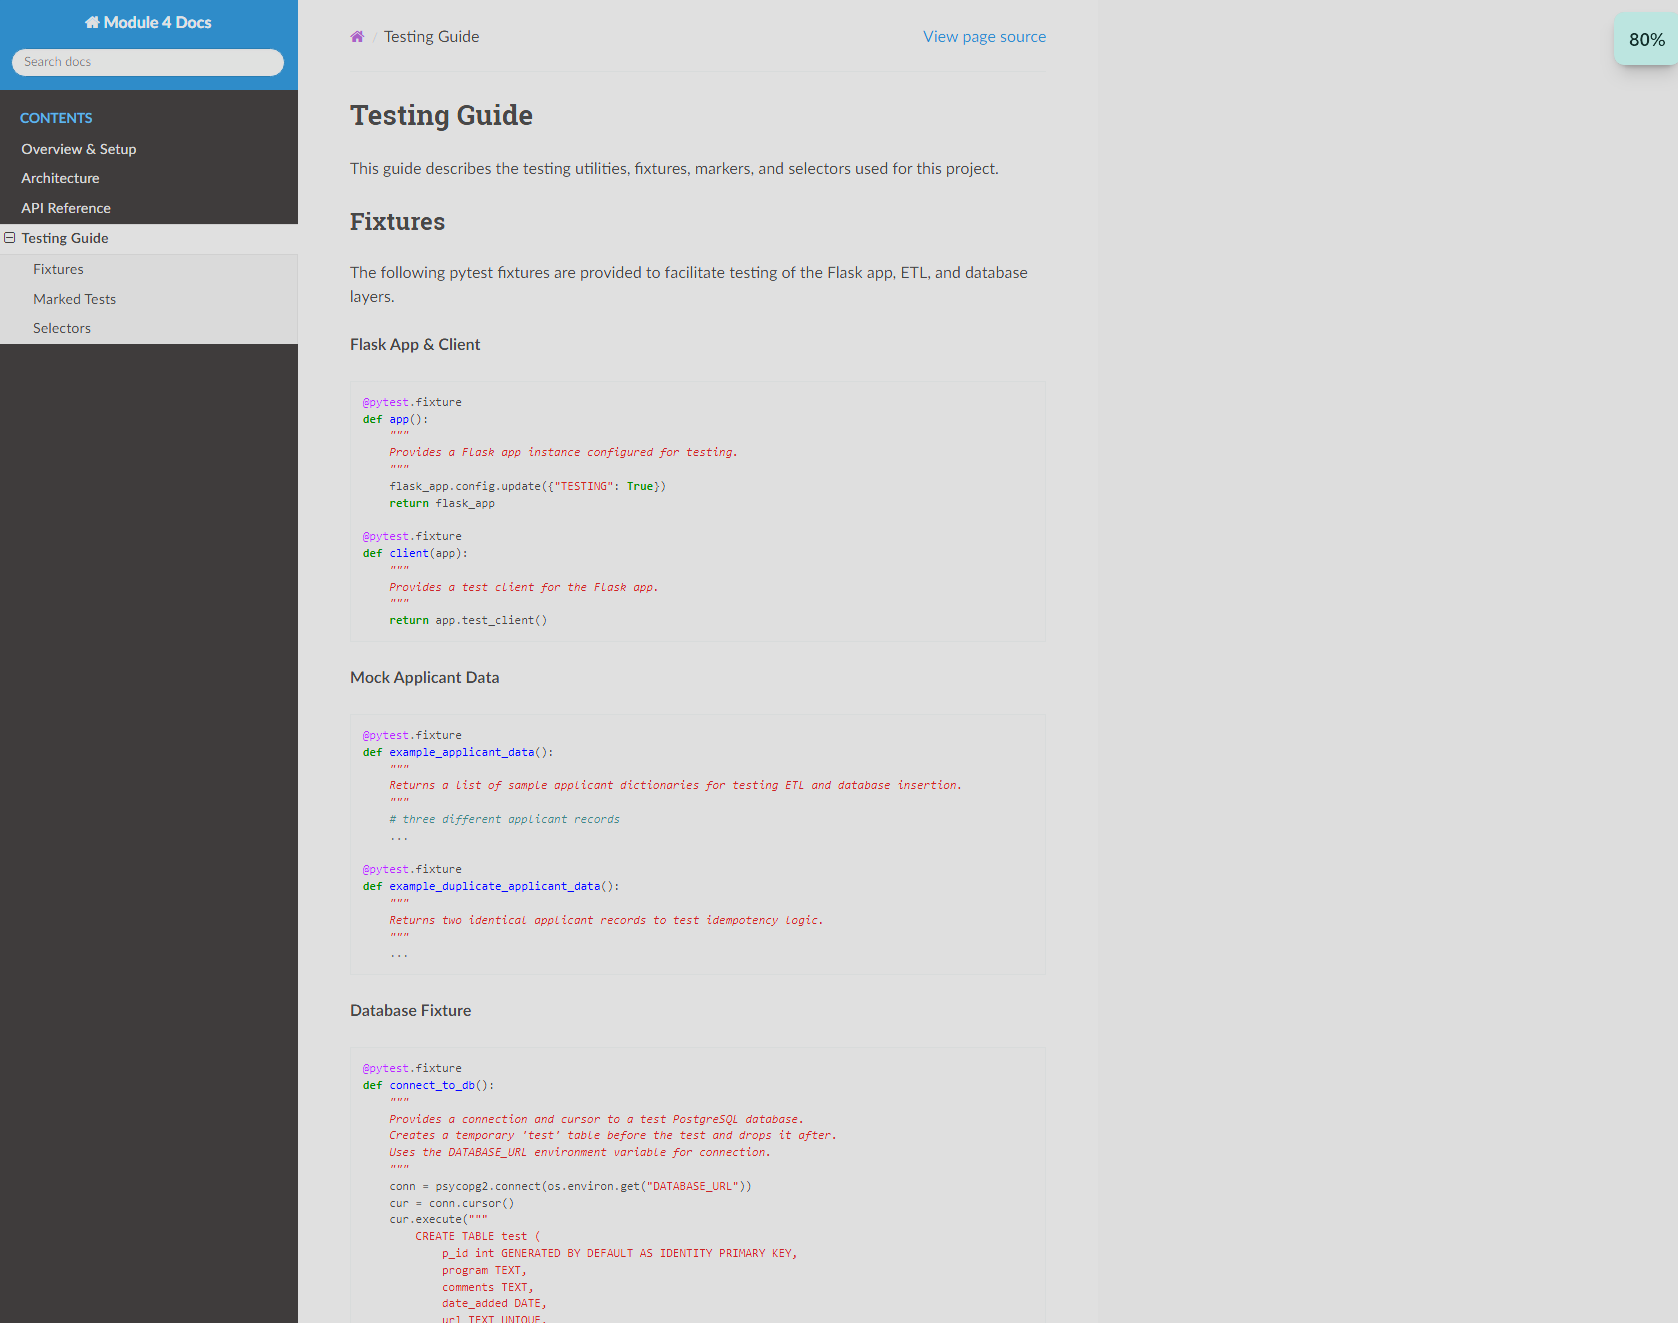 Module 4 Docs
Search docs
CONTENTS
Overview & Setup
Architecture
API Reference
Testing Guide
Fixtures
Marked Tests
Selectors
/ Testing Guide
View page source
80%
Testing Guide
This guide describes the testing utilities, fixtures, markers, and selectors used for this project.
Fixtures
The following pytest fixtures are provided to facilitate testing of the Flask app, ETL, and database
layers.
Flask App & Client
@pytest.fixture
def app():
    """
    Provides a Flask app instance configured for testing.
    """
    flask_app.config.update({"TESTING": True})
    return flask_app
@pytest.fixture
def client(app):
    """
    Provides a test client for the Flask app.
    """
    return app.test_client()
Mock Applicant Data
@pytest.fixture
def example_applicant_data():
    """
    Returns a list of sample applicant dictionaries for testing ETL and database insertion.
    """
    # three different applicant records
    ...
@pytest.fixture
def example_duplicate_applicant_data():
    """
    Returns two identical applicant records to test idempotency logic.
    """
    ...
Database Fixture
@pytest.fixture
def connect_to_db():
    """
    Provides a connection and cursor to a test PostgreSQL database.
    Creates a temporary 'test' table before the test and drops it after.
    Uses the DATABASE_URL environment variable for connection.
    """
    conn = psycopg2.connect(os.environ.get("DATABASE_URL"))
    cur = conn.cursor()
    cur.execute("""
        CREATE TABLE test (
            p_id int GENERATED BY DEFAULT AS IDENTITY PRIMARY KEY,
            program TEXT,
            comments TEXT,
            date_added DATE,
            url TEXT UNIQUE,